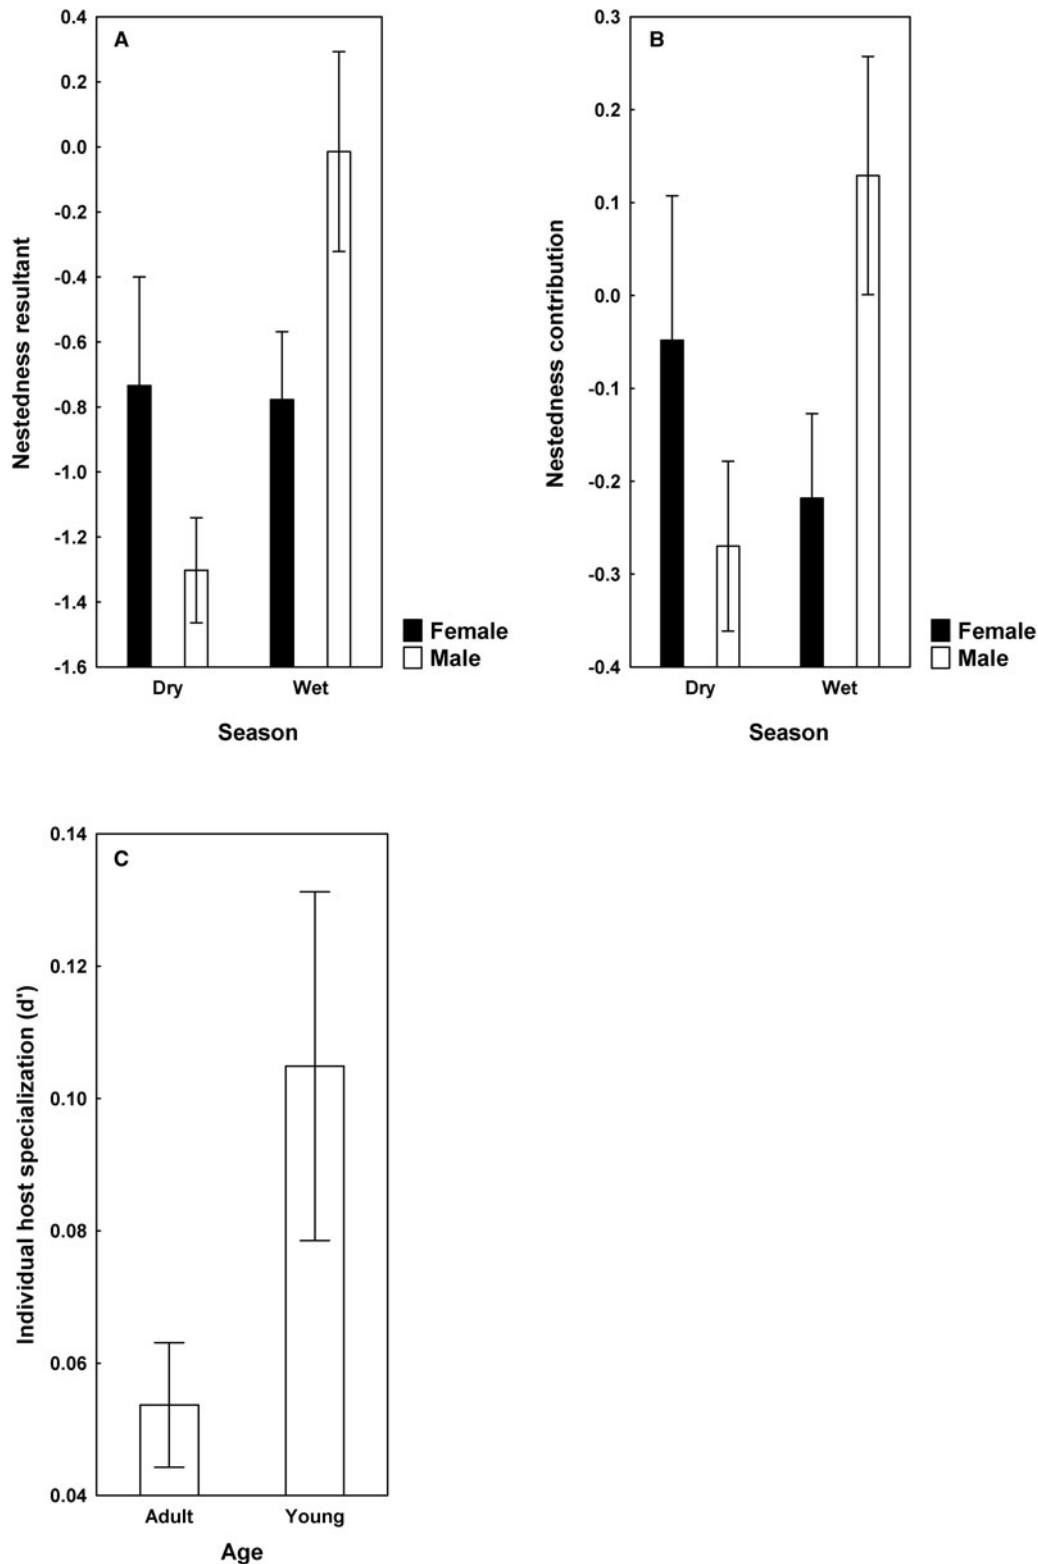 A
Nestedness resultant
0.4
0.2
0.0
-0.2
-0.4
-0.6
-0.8
-1.0
-1.2
-1.4
-1.6
Dry Wet
Season
Female
Male
B
Nestedness contribution
0.3
0.2
0.1
0.0
-0.1
-0.2
-0.3
-0.4
Dry Wet
Season
Female
Male
C
Individual host specialization (d')
0.14
0.12
0.10
0.08
0.06
0.04
Adult Young
Age